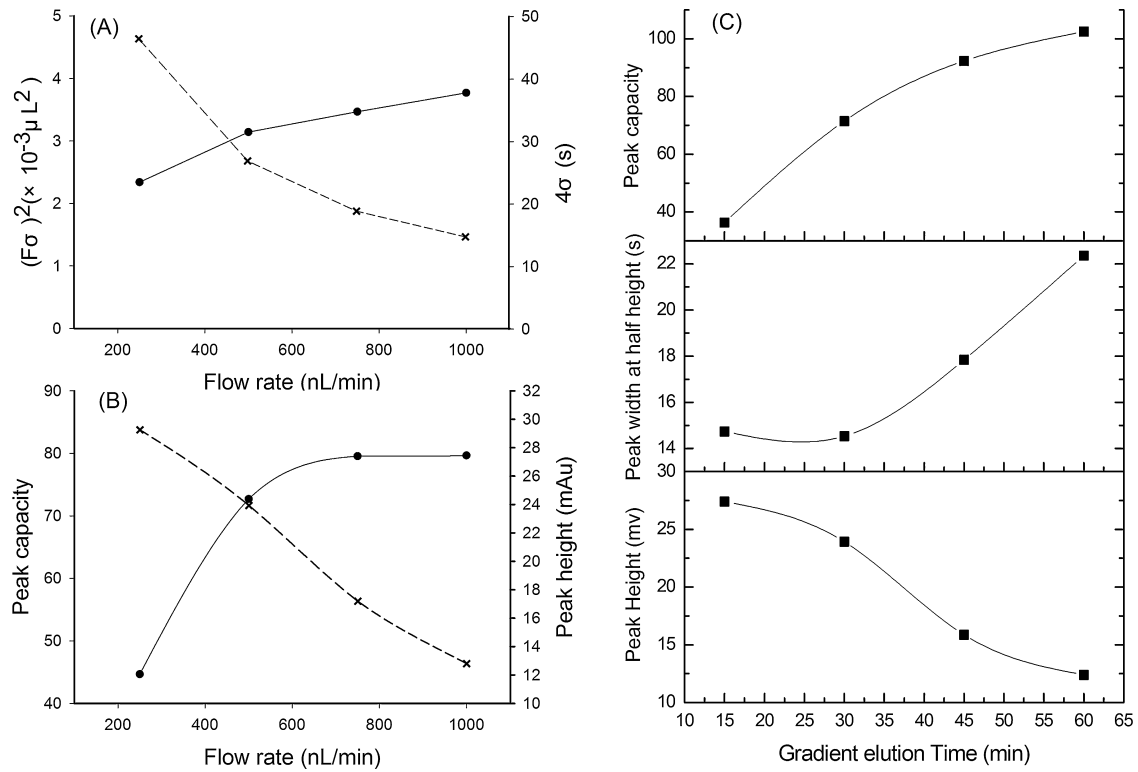 (A)
(Fσ )2(× 10-3μ L2 )
5
4
3
2
1
0
50
40
30
20
10
0
4σ (s)
200 400 600 800 1000
Flow rate (nL/min)
(B)
Peak capacity
90
80
70
60
50
40
32
30
28
26
24
22
20
18
16
14
12
10
Peak height (mAu)
200 400 600 800 1000
Flow rate (nL/min)
(C)
Peak capacity
100
80
60
40
Peak width at half height (s)
22
20
18
16
14
Peak Height (mv)
30
25
20
15
10
10 15 20 25 30 35 40 45 50 55 60 65
Gradient elution Time (min)